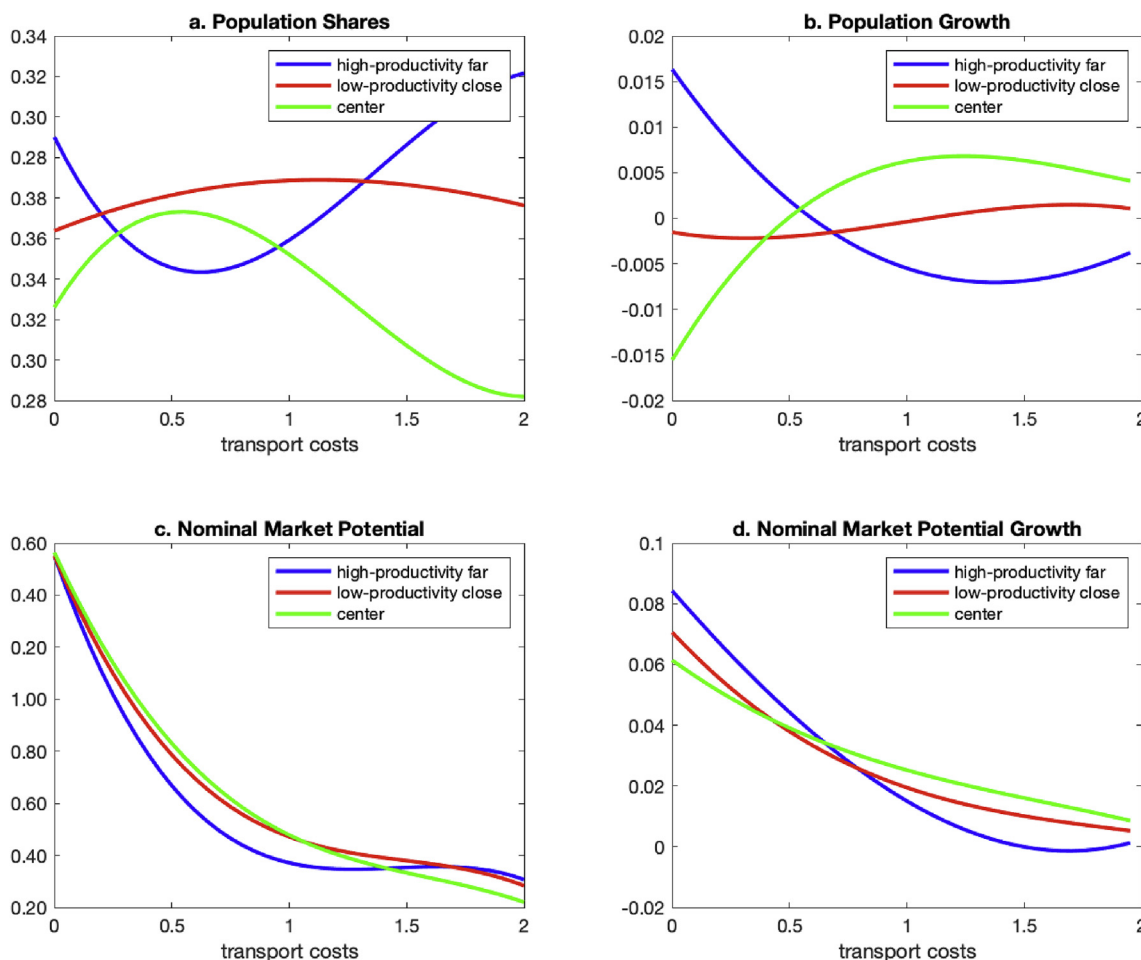 a. Population Shares
0.34
0.32
0.30
0.28
0.38
0.36
0.34
0.32
0.30
0.28
high-productivity far
low-productivity close
center
0 0.5 1 1.5 2
transport costs
b. Population Growth
0.02
0.015
0.01
0.005
0
-0.005
-0.01
-0.015
-0.02
high-productivity far
low-productivity close
center
0 0.5 1 1.5 2
transport costs
c. Nominal Market Potential
0.60
0.40
0.20
1.00
0.60
0.40
0.20
high-productivity far
low-productivity close
center
0 0.5 1 1.5 2
transport costs
d. Nominal Market Potential Growth
0.1
0.08
0.06
0.04
0.02
0
-0.02
high-productivity far
low-productivity close
center
0 0.5 1 1.5 2
transport costs